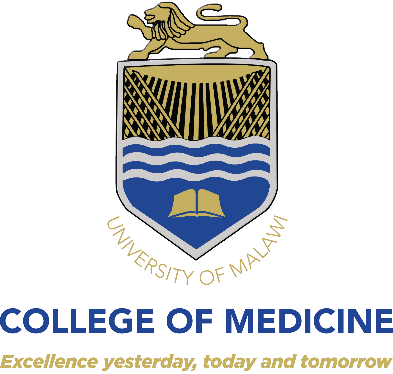 UNIVERSITY OF MALAWI
COLLEGE OF MEDICINE
Excellence yesterday, today and tomorrow